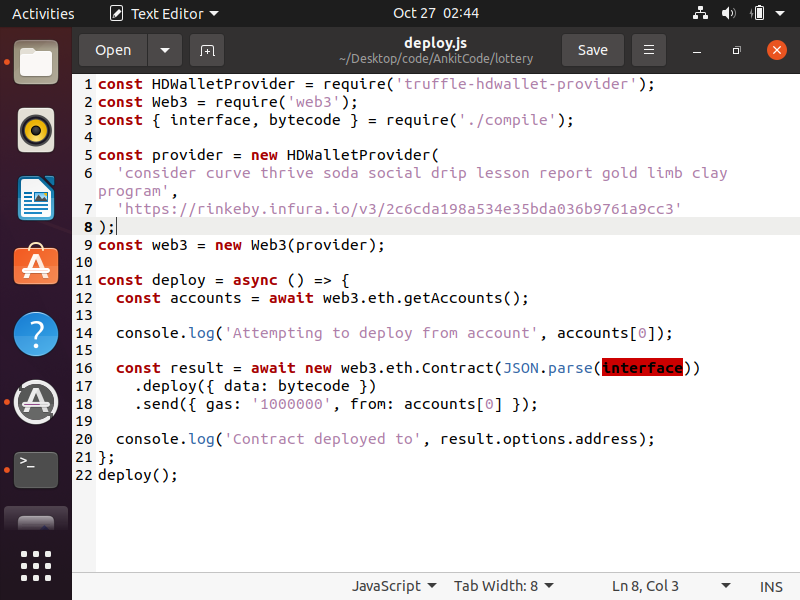 Activities
Text Editor
Oct 27 02:44
Open
deploy.js
~/Desktop/code/AnkitCode/lottery
Save
1 const HDWalletProvider = require('truffle-hdwallet-provider');
2 const Web3 = require('web3');
3 const { interface, bytecode } = require('./compile');
4
5 const provider = new HDWalletProvider(
6   'consider curve thrive soda social drip lesson report gold limb clay
program',
7   'https://rinkeby.infura.io/v3/2c6cda198a534e35bda036b9761a9cc3'
8 );
9 const web3 = new Web3(provider);
10
11 const deploy = async () => {
12   const accounts = await web3.eth.getAccounts();
13
14   console.log('Attempting to deploy from account', accounts[0]);
15
16   const result = await new web3.eth.Contract(JSON.parse(interface))
17     .deploy({ data: bytecode })
18     .send({ gas: '1000000', from: accounts[0] });
19
20   console.log('Contract deployed to', result.options.address);
21 };
22 deploy();
JavaScript
Tab Width: 8
Ln 8, Col 3
INS